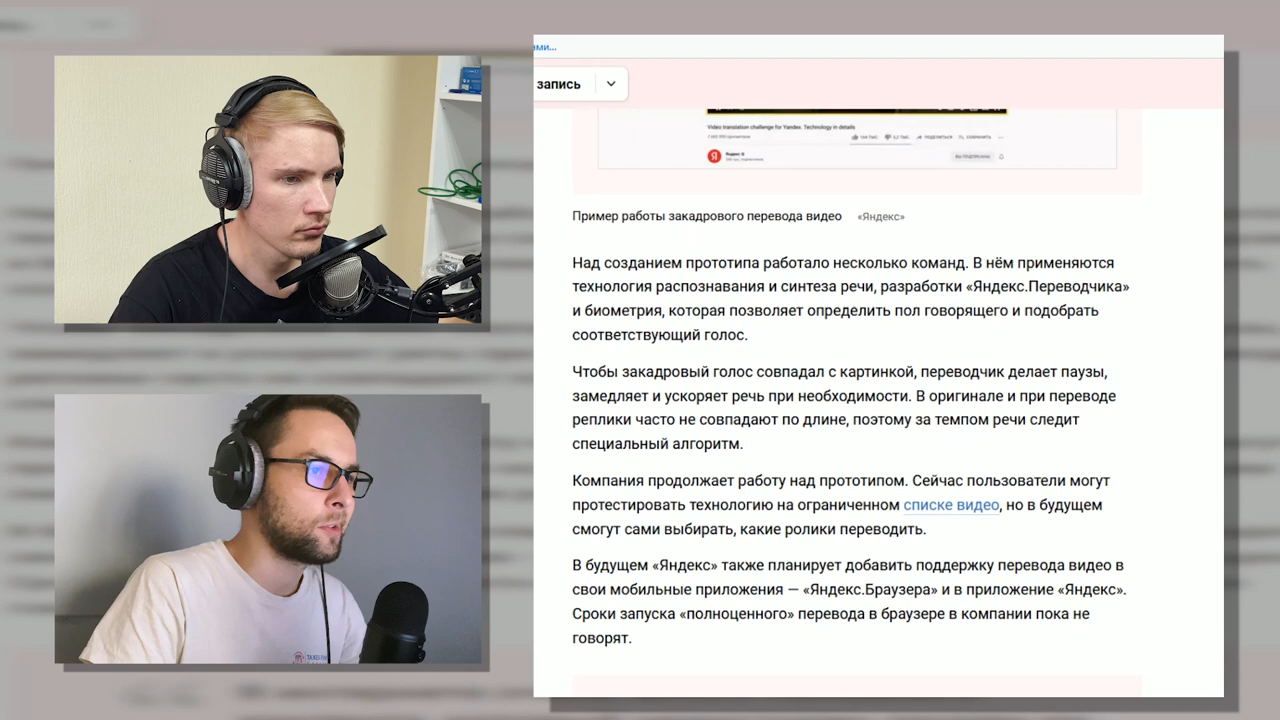 ями...
запись
Video translation challenge for Yandex. Technology in details
ПОДЕЛИТЬСЯ
СОХРАНИТЬ
Яндекс
Пример работы закадрового перевода видео «Яндекс»
Над созданием прототипа работало несколько команд. В нём применяются
технология распознавания и синтеза речи, разработки «Яндекс.Переводчика»
и биометрия, которая позволяет определить пол говорящего и подобрать
соответствующий голос.
Чтобы закадровый голос совпадал с картинкой, переводчик делает паузы,
замедляет и ускоряет речь при необходимости. В оригинале и при переводе
реплики часто не совпадают по длине, поэтому за темпом речи следит
специальный алгоритм.
Компания продолжает работу над прототипом. Сейчас пользователи могут
протестировать технологию на ограниченном списке видео, но в будущем
смогут сами выбирать, какие ролики переводить.
В будущем «Яндекс» также планирует добавить поддержку перевода видео в
свои мобильные приложения — «Яндекс.Браузера» и в приложение «Яндекс».
Сроки запуска «полноценного» перевода в браузере в компании пока не
говорят.